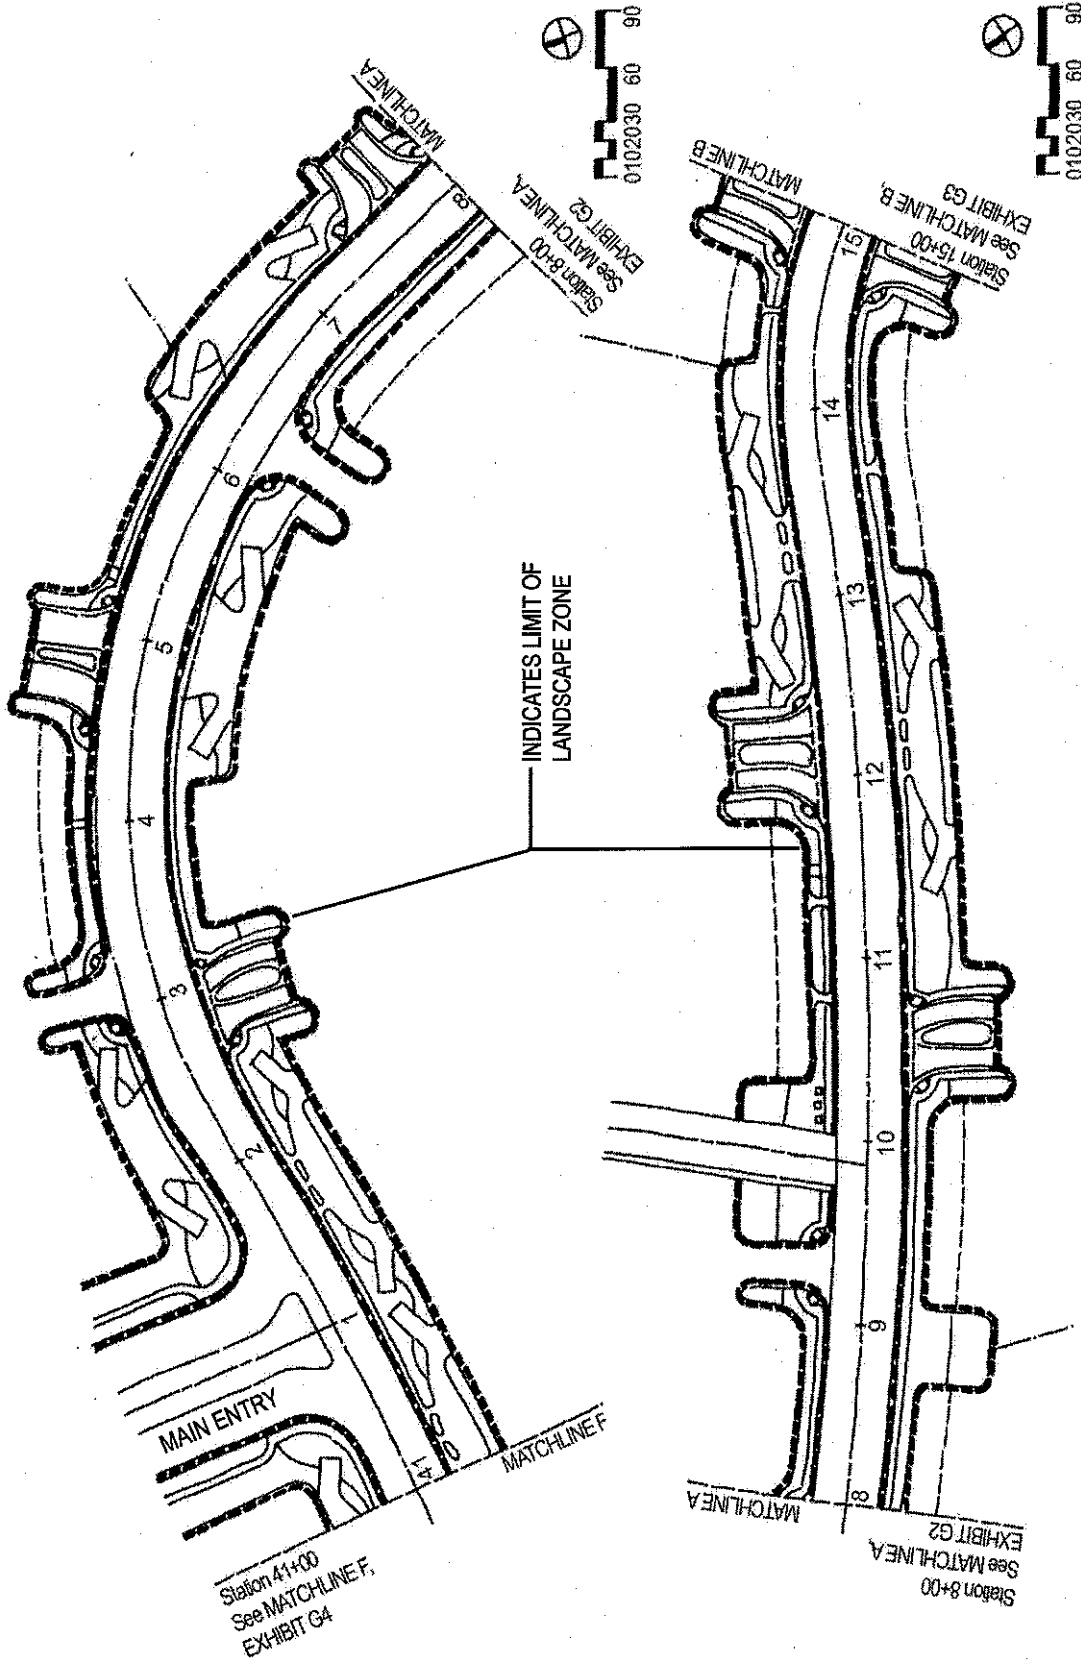 MATCHLINE A
8
Station 8+00
See MATCHLINE A,
EXHIBIT G2
7
6
5
4
3
2
41
MAIN ENTRY
MATCHLINE F
Station 41+00
See MATCHLINE F,
EXHIBIT G4
0 10 20 30 60 90
INDICATES LIMIT OF
LANDSCAPE ZONE
MATCHLINE B
15
Station 15+00
See MATCHLINE B,
EXHIBIT G3
14
13
12
11
10
9
8
MATCHLINE A
Station 8+00
See MATCHLINE A,
EXHIBIT G2
0 10 20 30 60 90